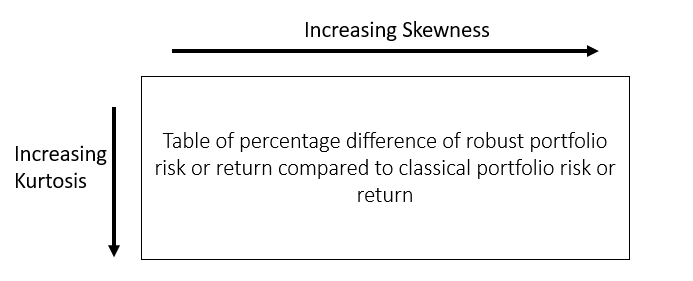 Increasing Skewness
Increasing
Kurtosis
Table of percentage difference of robust portfolio
risk or return compared to classical portfolio risk or
return